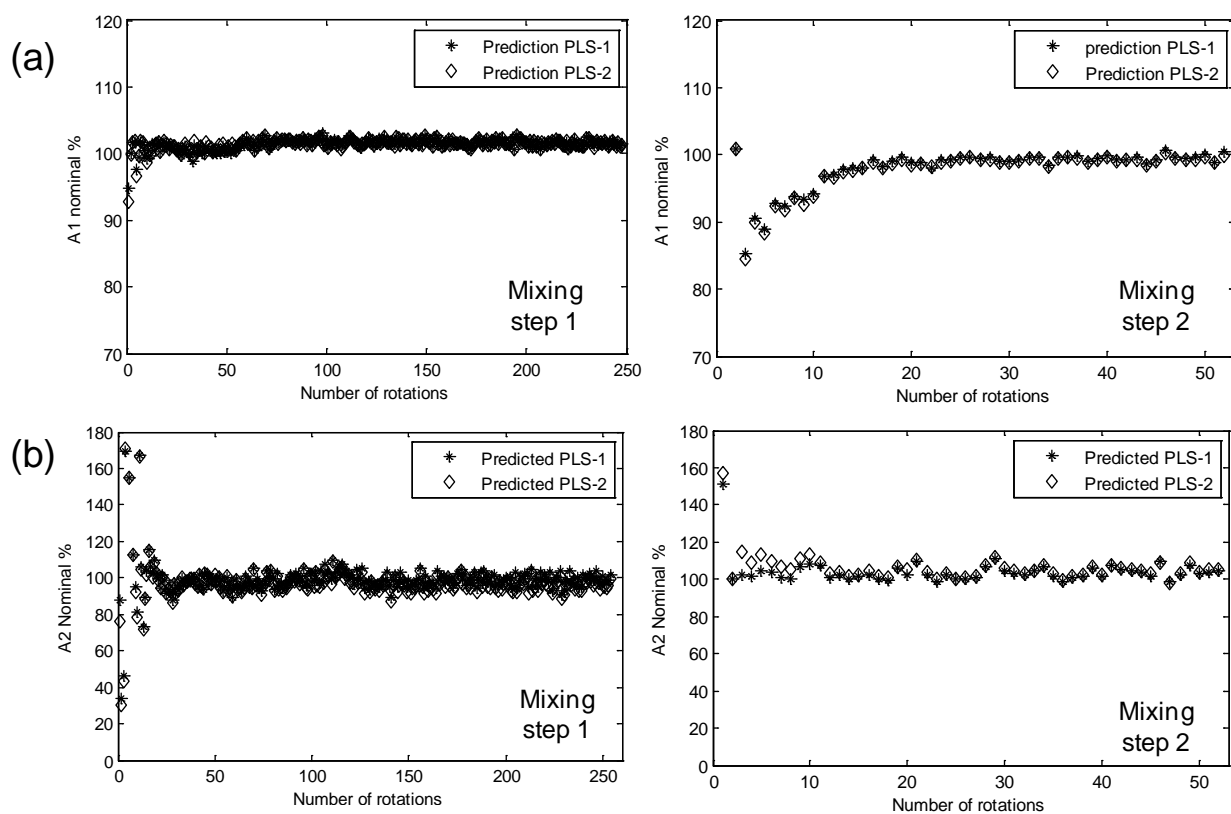 (a)
120
110
100
90
80
70
A1 nominal %
Prediction PLS-1
Prediction PLS-2
Mixing
step 1
0
50
100
150
200
250
Number of rotations
120
110
100
90
80
70
A1 nominal %
prediction PLS-1
Prediction PLS-2
Mixing
step 2
0
10
20
30
40
50
Number of rotations
(b)
180
160
140
120
100
80
60
40
20
0
A2 Nominal %
Predicted PLS-1
Predicted PLS-2
Mixing
step 1
0
50
100
150
200
250
Number of rotations
180
160
140
120
100
80
60
40
20
0
A2 Nominal %
Predicted PLS-1
Predicted PLS-2
Mixing
step 2
0
10
20
30
40
50
Number of rotations